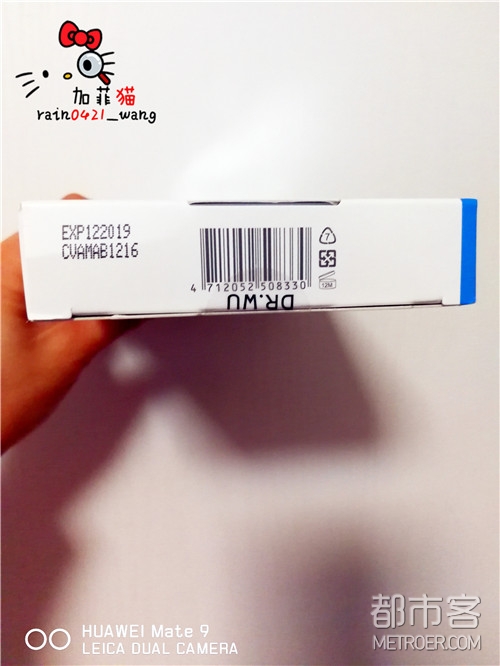 加菲猫
rain0421_wang
EXP122019
CVAMAB1216
4 712052 508330
7
12M
DR.WU
HUAWEI Mate 9
LEICA DUAL CAMERA
都市客
METROER.COM